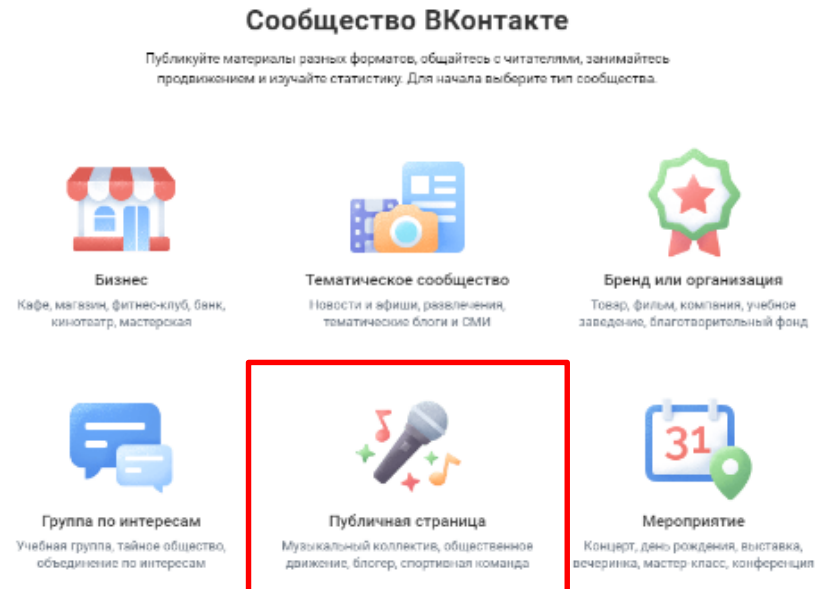 Сообщество ВКонтакте
Публикуйте материалы разных форматов, общайтесь с читателями, занимайтесь
продвижением и изучайте статистику. Для начала выберите тип сообщества.
Бизнес
Тематическое сообщество
Бренд или организация
Кафе, магазин, фитнес-клуб, банк,
кинотеатр, мастерская
Новости и афиши, развлечения,
тематические блоги и СМИ
Товар, фильм, компания, учебное
заведение, благотворительный фонд
31
Группа по интересам
Публичная страница
Мероприятие
Учебная группа, тайное общество,
объединение по интересам
Музыкальный коллектив, общественное
движение, блогер, спортивная команда
Концерт, день рождения, выставка,
вечеринка, мастер-класс, конференция